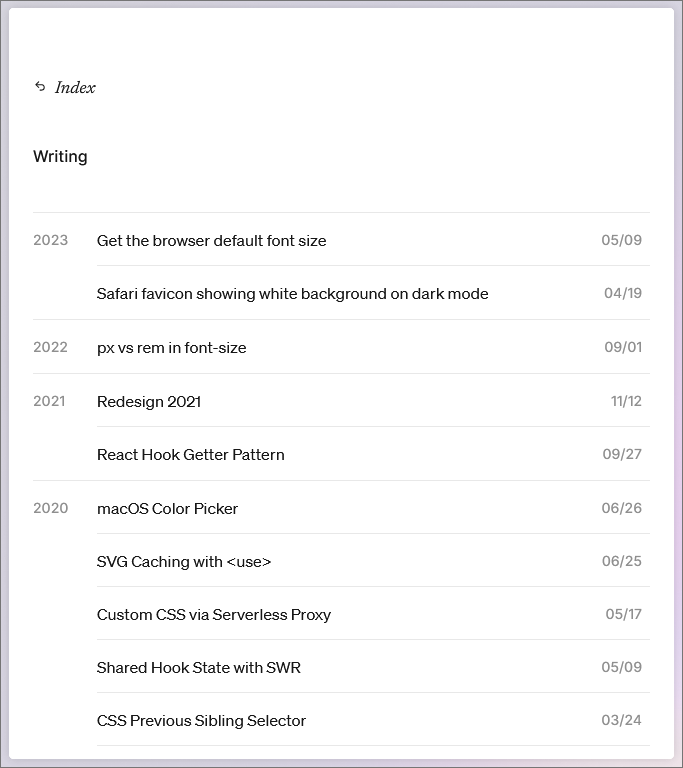 Index
Writing
2023 Get the browser default font size 05/09
Safari favicon showing white background on dark mode 04/19
2022 px vs rem in font-size 09/01
2021 Redesign 2021 11/12
React Hook Getter Pattern 09/27
2020 macOS Color Picker 06/26
SVG Caching with <use> 06/25
Custom CSS via Serverless Proxy 05/17
Shared Hook State with SWR 05/09
CSS Previous Sibling Selector 03/24